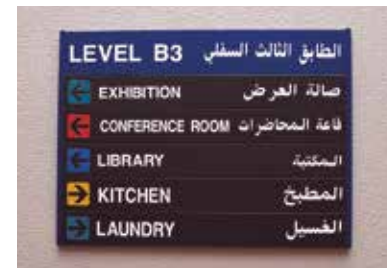 LEVEL B3 الطابق الثالث السفلي
EXHIBITION صالة العرض
CONFERENCE ROOM قاعة المحاضرات
LIBRARY المكتبة
KITCHEN المطبخ
LAUNDRY الغسيل